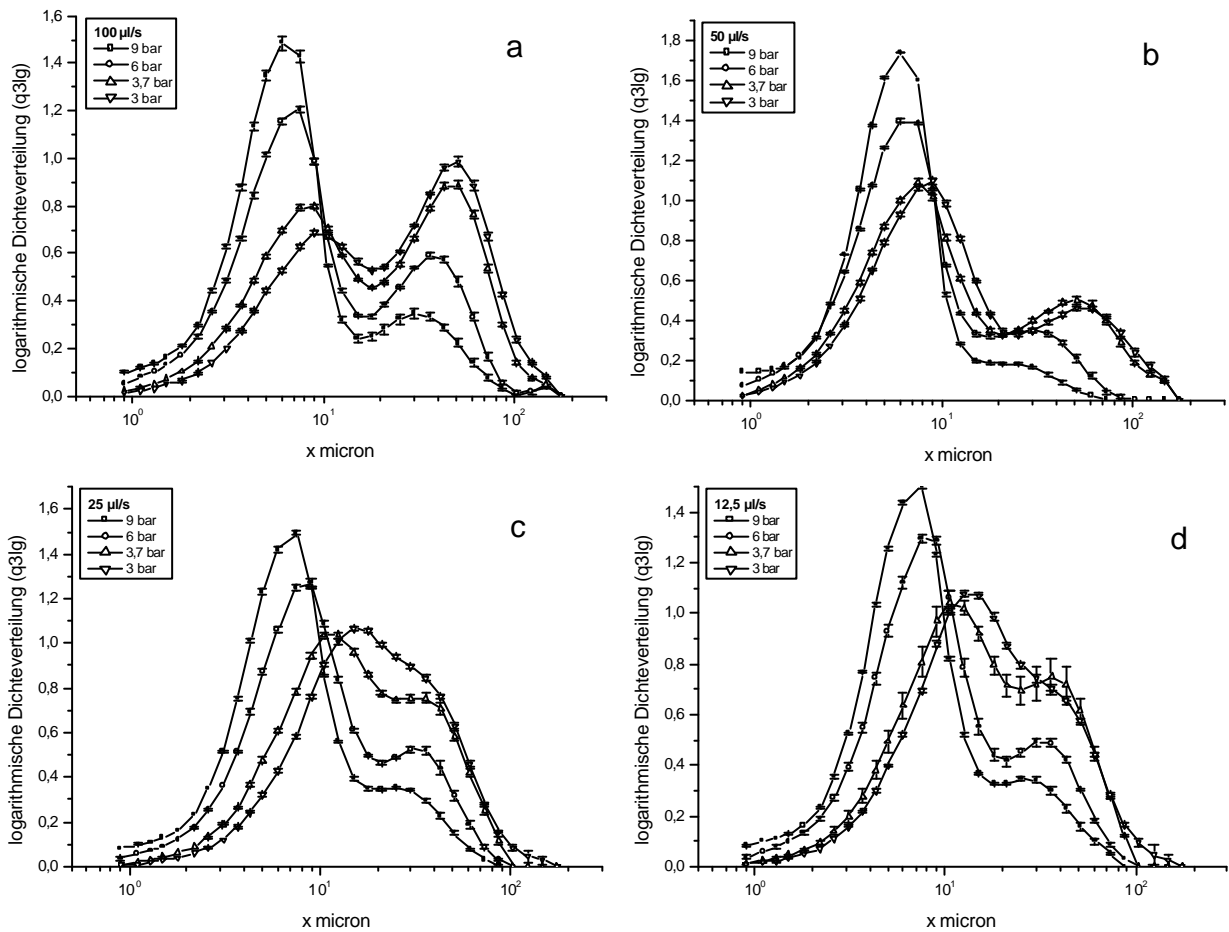 a
100 µl/s
9 bar
6 bar
3,7 bar
3 bar
logarithmische Dichteverteilung (q3lg)
1,6
1,4
1,2
1,0
0,8
0,6
0,4
0,2
0,0
10⁰ 10¹ 10²
x micron
b
50 µl/s
9 bar
6 bar
3,7 bar
3 bar
logarithmische Dichteverteilung (q3lg)
1,8
1,6
1,4
1,2
1,0
0,8
0,6
0,4
0,2
0,0
10⁰ 10¹ 10²
x micron
c
25 µl/s
9 bar
6 bar
3,7 bar
3 bar
logarithmische Dichteverteilung (q3lg)
1,6
1,4
1,2
1,0
0,8
0,6
0,4
0,2
0,0
10⁰ 10¹ 10²
x micron
d
12,5 µl/s
9 bar
6 bar
3,7 bar
3 bar
logarithmische Dichteverteilung (q3lg)
1,4
1,2
1,0
0,8
0,6
0,4
0,2
0,0
10⁰ 10¹ 10²
x micron